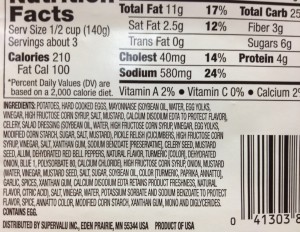 Facts
Serv Size 1/2 cup (140g)
Servings about 3
Calories 210
Fat Cal 100
*Percent Daily Values (DV) are
based on a 2,000 calorie diet.
Total Fat 11g 17% Total Carb 25
Sat Fat 2.5g 12% Fiber 3g
Trans Fat 0g Sugars 6g
Cholest 40mg 14% Protein 4g
Sodium 580mg 24%
Vitamin A 2% • Vitamin C 0% • Calcium 2%
INGREDIENTS: POTATOES, HARD COOKED EGGS, MAYONNAISE (SOYBEAN OIL, WATER, EGG YOLKS,
VINEGAR, HIGH FRUCTOSE CORN SYRUP, SALT, MUSTARD, CALCIUM DISODIUM EDTA TO PROTECT FLAVOR),
CELERY, SALAD DRESSING (SOYBEAN OIL, WATER, HIGH FRUCTOSE CORN SYRUP, VINEGAR, EGG YOLKS,
MODIFIED CORN STARCH, SUGAR, SALT, MUSTARD), PICKLE RELISH (CUCUMBERS, HIGH FRUCTOSE CORN
SYRUP, VINEGAR, SALT, XANTHAN GUM, SODIUM BENZOATE [PRESERVATIVE], CELERY SEED, MUSTARD
SEED, ALUM, DEHYDRATED RED BELL PEPPERS, NATURAL FLAVOR, TURMERIC [COLOR], DEHYDRATED
ONION, BLUE 1, POLYSORBATE 80, CALCIUM CHLORIDE), HIGH FRUCTOSE CORN SYRUP, ONION, MUSTARD
(WATER, VINEGAR, MUSTARD SEED, SALT, SUGAR, SOYBEAN OIL, COLOR [TURMERIC, PAPRIKA, ANNATTO],
GARLIC, SPICES, XANTHAN GUM, CALCIUM DISODIUM EDTA RETAINS PRODUCT FRESHNESS, NATURAL
FLAVOR, CITRIC ACID), SALT, VINEGAR, WATER, POTASSIUM SORBATE AND SODIUM BENZOATE TO PROTECT
FLAVOR, SPICE, ANNATTO COLOR, MODIFIED CORN STARCH, XANTHAN GUM, MONO AND DIGLYCERIDES.
CONTAINS EGG.
DISTRIBUTED BY SUPERVALU INC., EDEN PRAIRIE, MN 55344 USA PRODUCT OF USA
0 41303 8